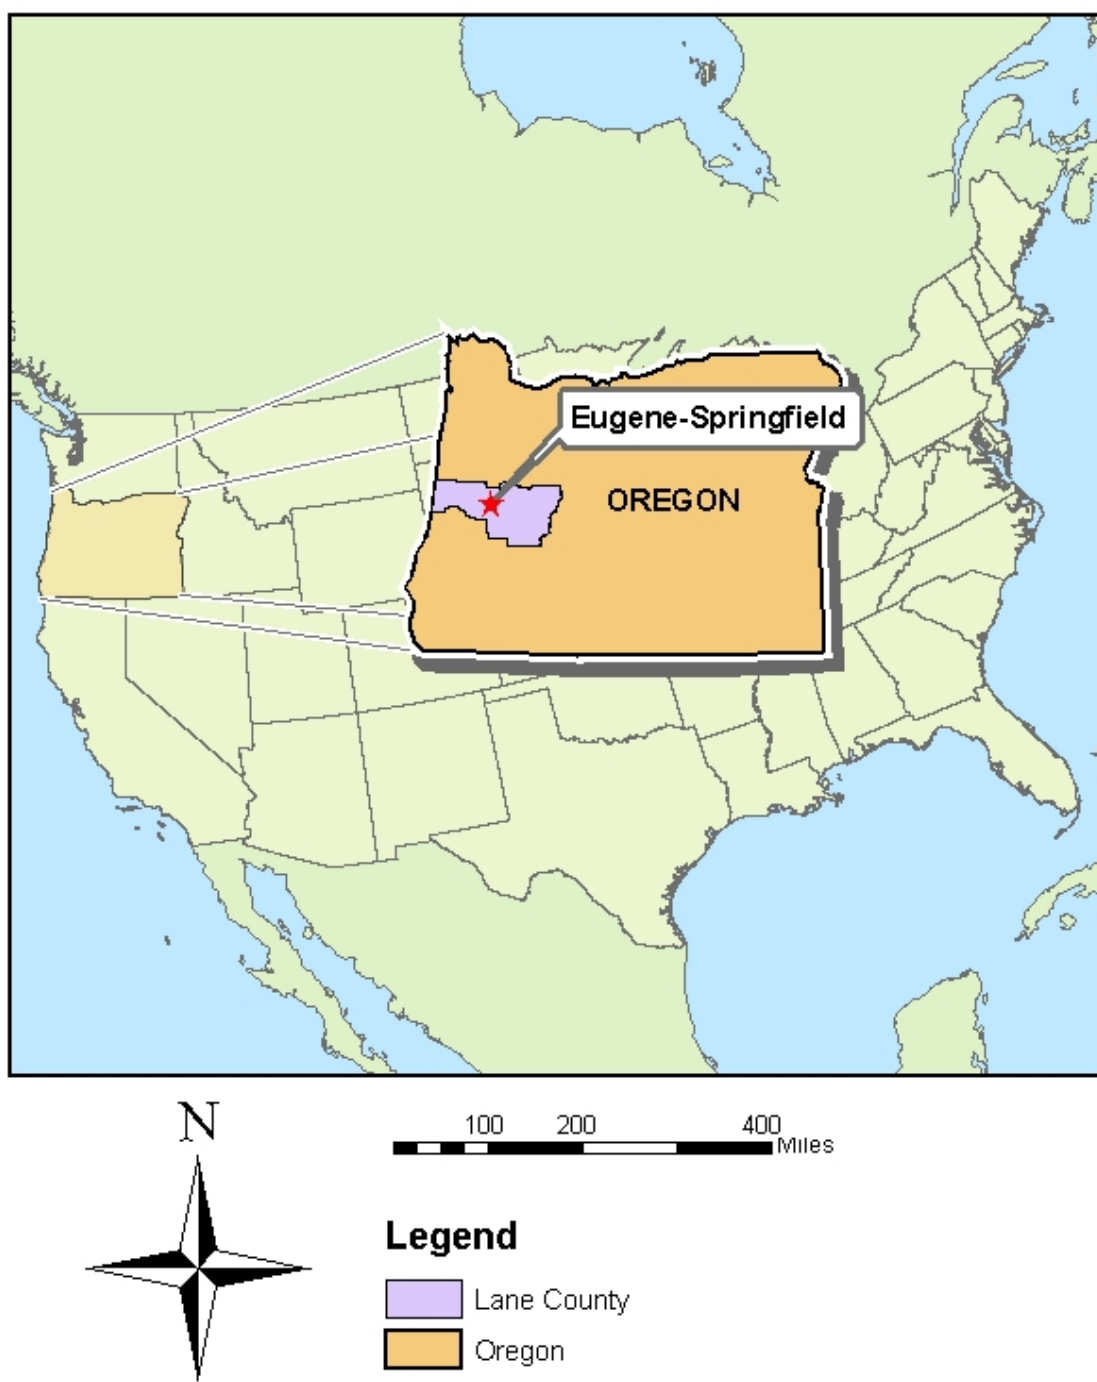 Eugene-Springfield
OREGON
N
100 200 400
Miles
Legend
Lane County
Oregon